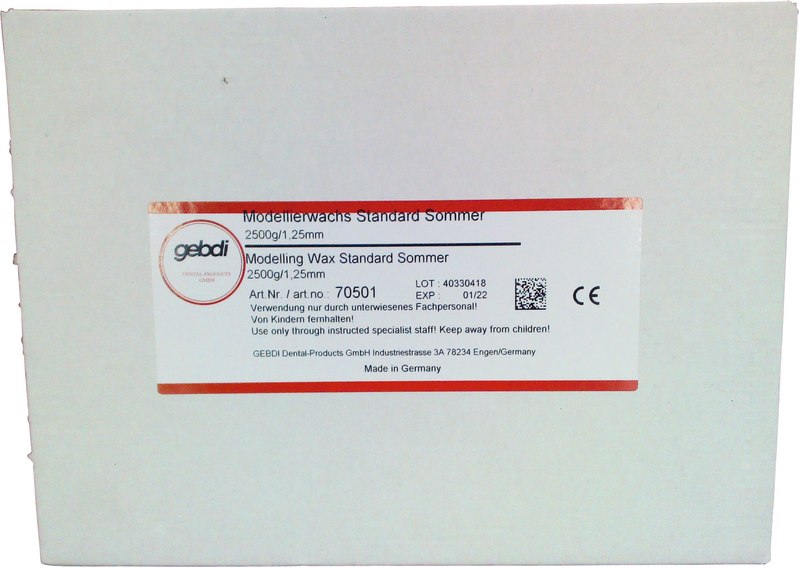 Modellierwachs Standard Sommer
2500g/1,25mm
gebdi
DENTAL-PRODUCTS
GMBH
Modelling Wax Standard Sommer
2500g/1,25mm
Art.Nr. / art.no.: 70501
LOT : 40330418
EXP : 01/22
CE
Verwendung nur durch unterwiesenes Fachpersonal!
Von Kindern fernhalten!
Use only through instructed specialist staff! Keep away from children!
GEBDI Dental-Products GmbH Industriestrasse 3A 78234 Engen/Germany
Made in Germany